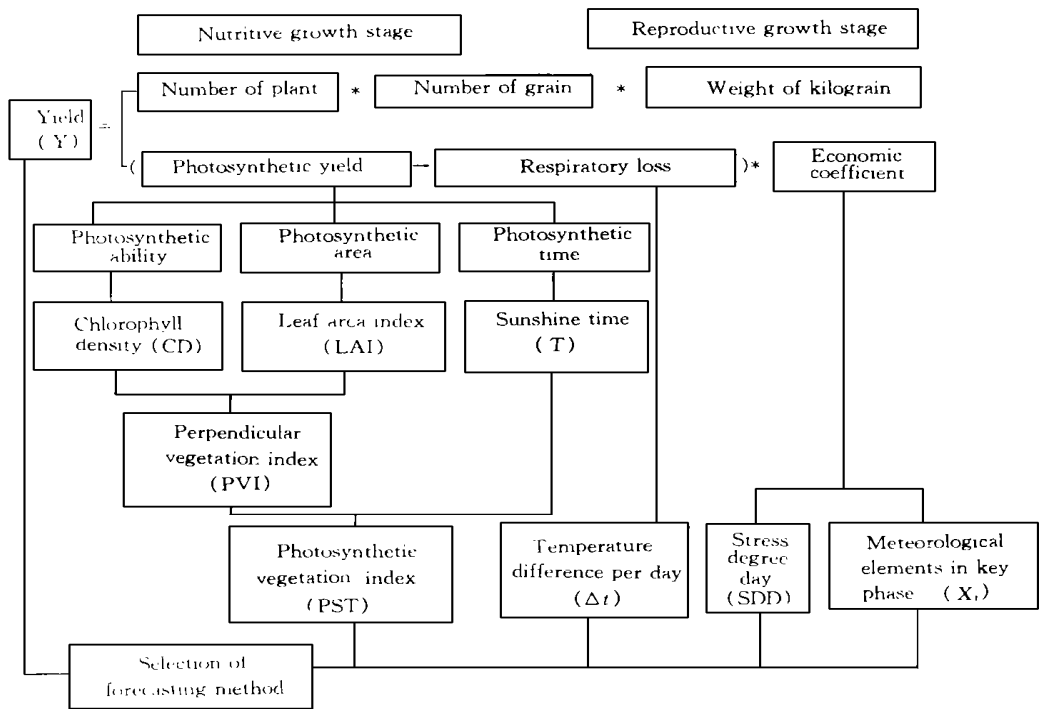 Nutritive growth stage
Reproductive growth stage
Number of plant * Number of grain * Weight of kilograin
Yield
(Y)
=
( Photosynthetic yield − Respiratory loss )*
Economic
coefficient
Photosynthetic
ability
Photosynthetic
area
Photosynthetic
time
Chlorophyll
density (CD)
Leaf area index
(LAI)
Sunshine time
(T)
Perpendicular
vegetation index
(PVI)
Photosynthetic
vegetation index
(PST)
Temperature
difference per day
(Δt)
Stress
degree
day
(SDD)
Meteorological
elements in key
phase (Xᵢ)
Selection of
forecasting method